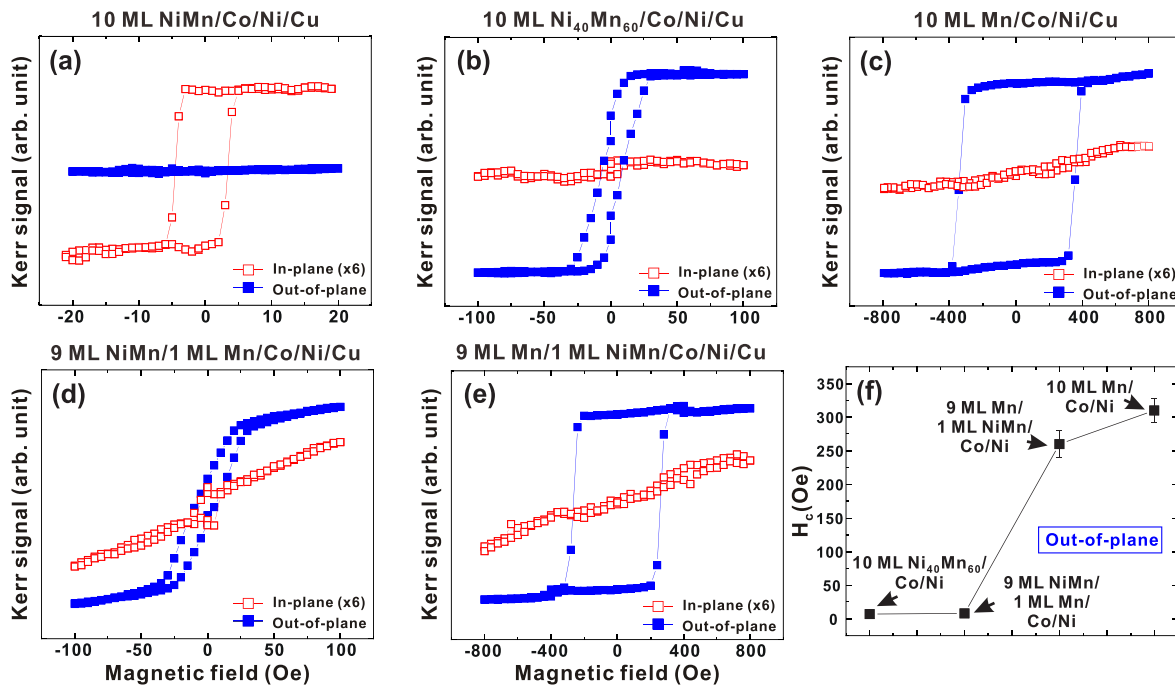 10 ML NiMn/Co/Ni/Cu
10 ML Ni₄₀Mn₆₀/Co/Ni/Cu
10 ML Mn/Co/Ni/Cu
(a)
Kerr signal (arb. unit)
In-plane (x6)
Out-of-plane
-20 -10 0 10 20
(b)
Kerr signal (arb. unit)
In-plane (x6)
Out-of-plane
-100 -50 0 50 100
(c)
Kerr signal (arb. unit)
In-plane (x6)
Out-of-plane
-800 -400 0 400 800
9 ML NiMn/1 ML Mn/Co/Ni/Cu
9 ML Mn/1 ML NiMn/Co/Ni/Cu
(d)
Kerr signal (arb. unit)
In-plane (x6)
Out-of-plane
-100 -50 0 50 100
Magnetic field (Oe)
(e)
Kerr signal (arb. unit)
In-plane (x6)
Out-of-plane
-800 -400 0 400 800
Magnetic field (Oe)
(f)
H꜀(Oe)
350
300
250
200
150
100
50
0
10 ML Mn/
Co/Ni
9 ML Mn/
1 ML NiMn/
Co/Ni
Out-of-plane
10 ML Ni₄₀Mn₆₀/
Co/Ni
9 ML NiMn/
1 ML Mn/
Co/Ni